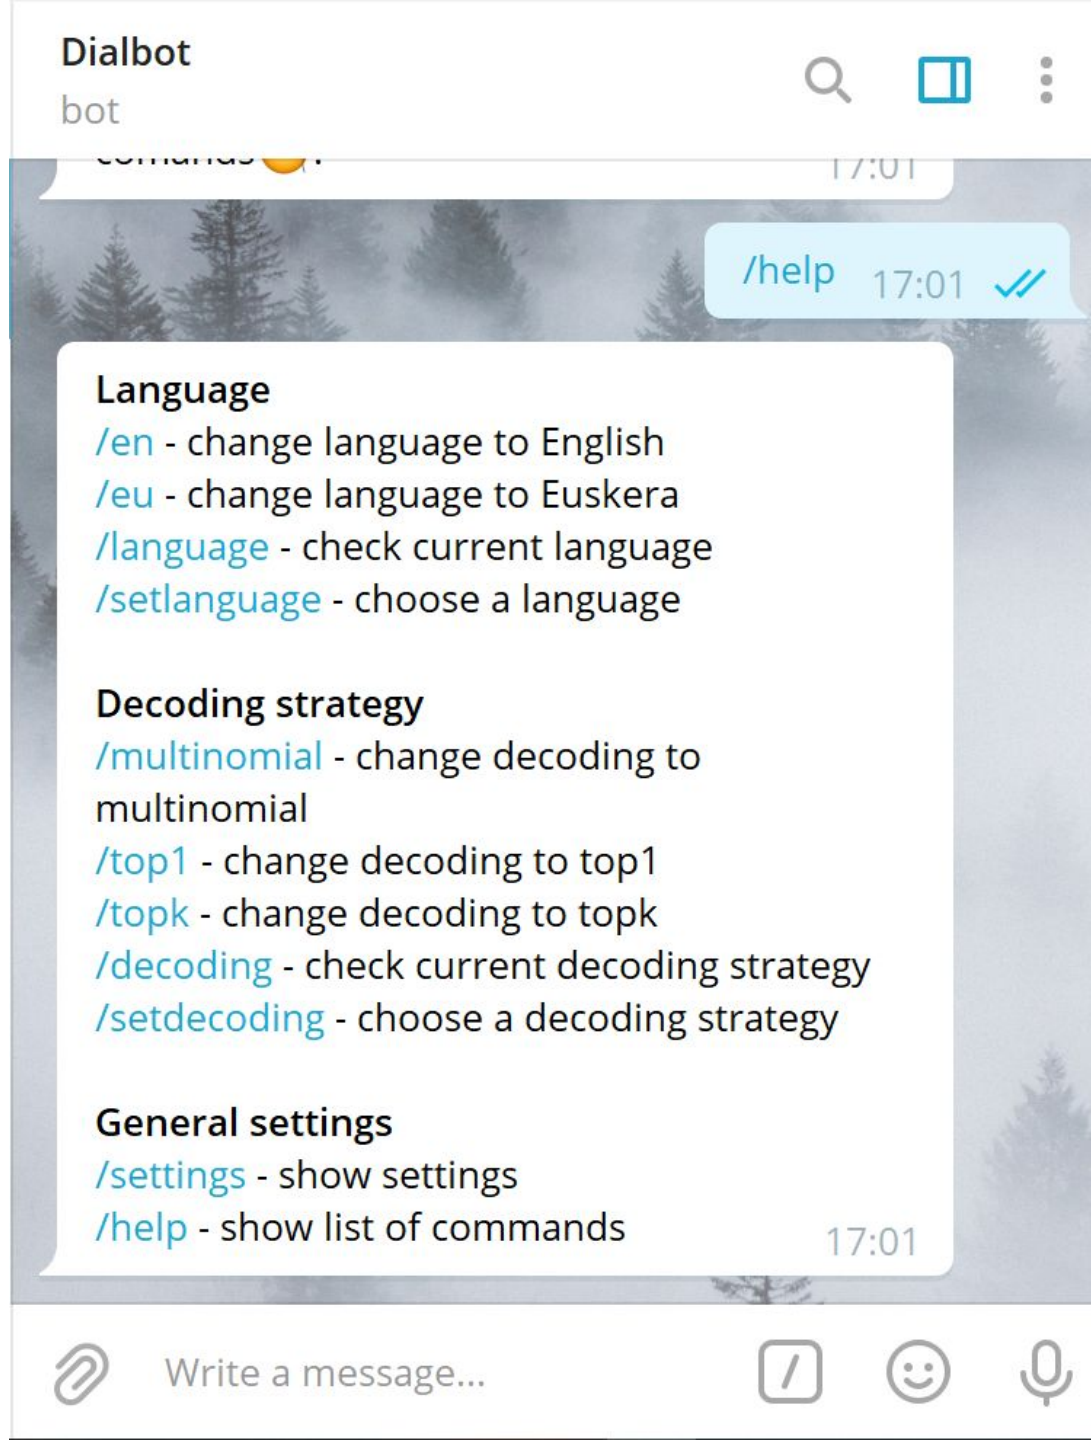 Dialbot
bot
comands 17:01
/help 17:01
Language
/en - change language to English
/eu - change language to Euskera
/language - check current language
/setlanguage - choose a language
Decoding strategy
/multinomial - change decoding to
multinomial
/top1 - change decoding to top1
/topk - change decoding to topk
/decoding - check current decoding strategy
/setdecoding - choose a decoding strategy
General settings
/settings - show settings
/help - show list of commands
17:01
Write a message...